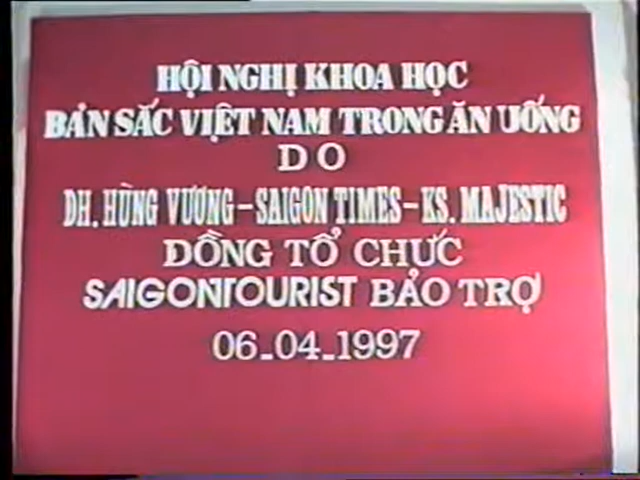 HỘI NGHỊ KHOA HỌC
BẢN SẮC VIỆT NAM TRONG ĂN UỐNG
DO
DH. HÙNG VƯƠNG - SAIGON TIMES - KS. MAJESTIC
ĐỒNG TỔ CHỨC
SAIGONTOURIST BẢO TRỢ
06.04.1997